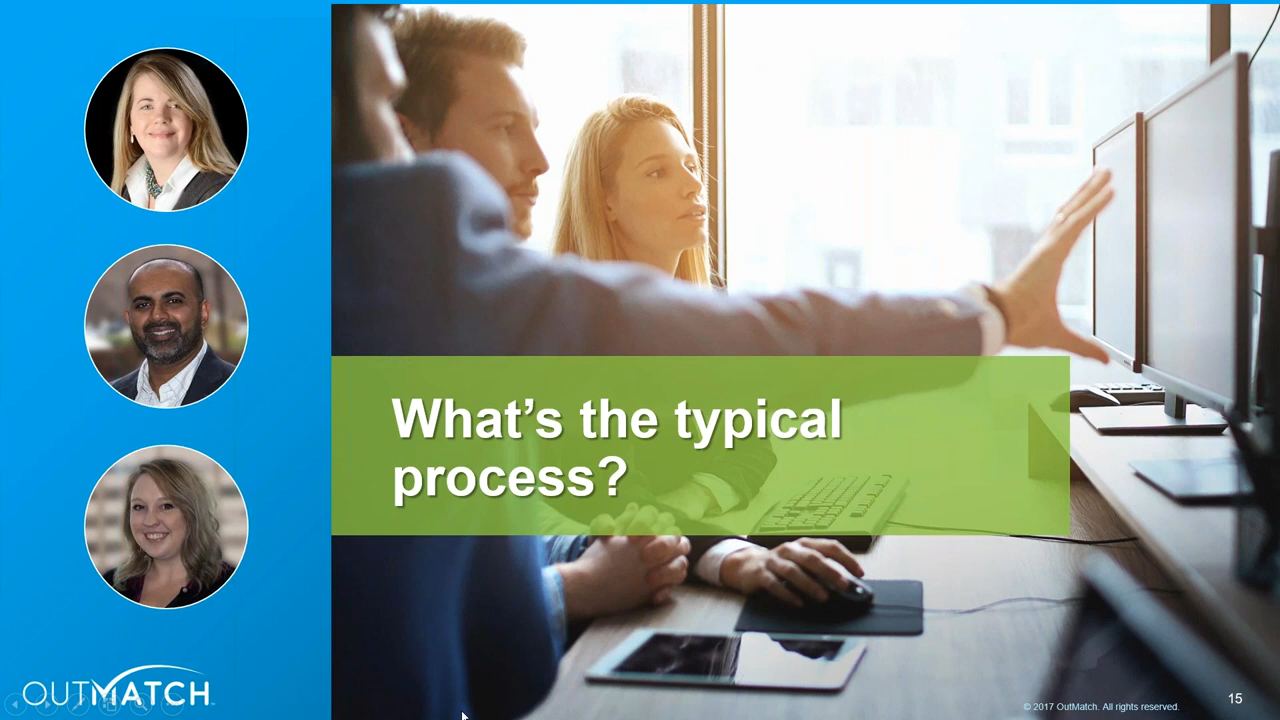 What’s the typical
process?
OUTMATCH
© 2017 OutMatch. All rights reserved.
15